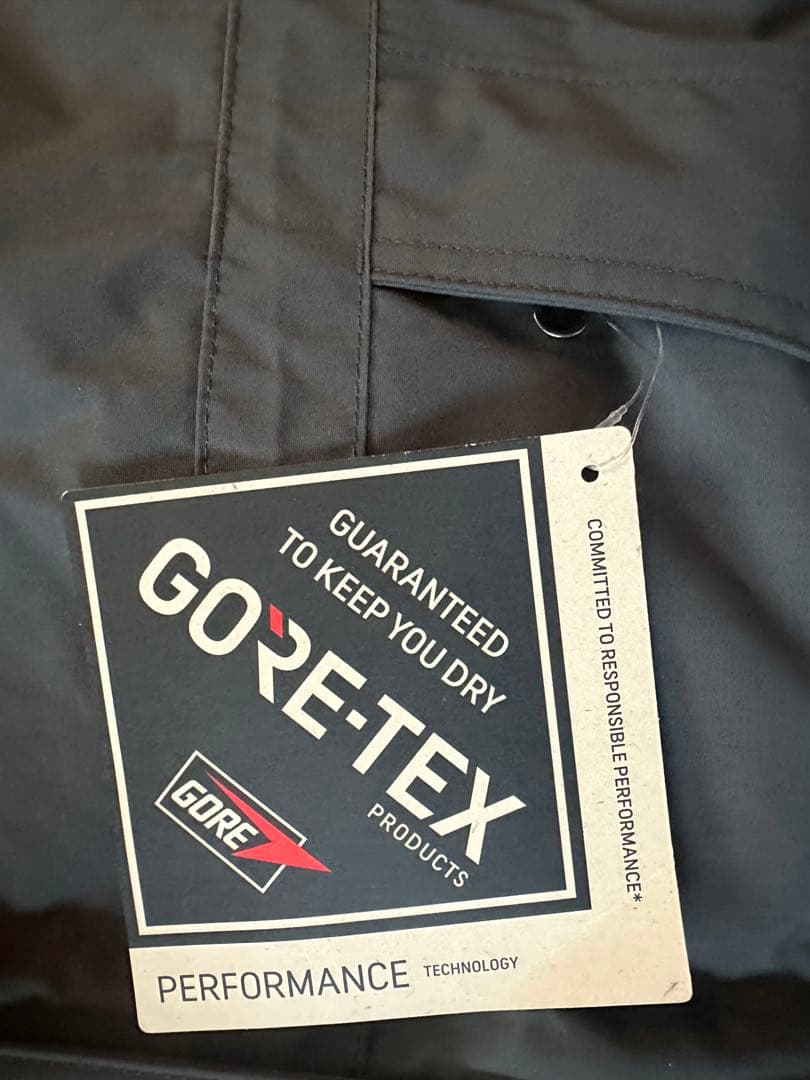 GUARANTEED
TO KEEP YOU DRY
GORE-TEX
PRODUCTS
GORE
COMMITTED TO RESPONSIBLE PERFORMANCE*
PERFORMANCE TECHNOLOGY